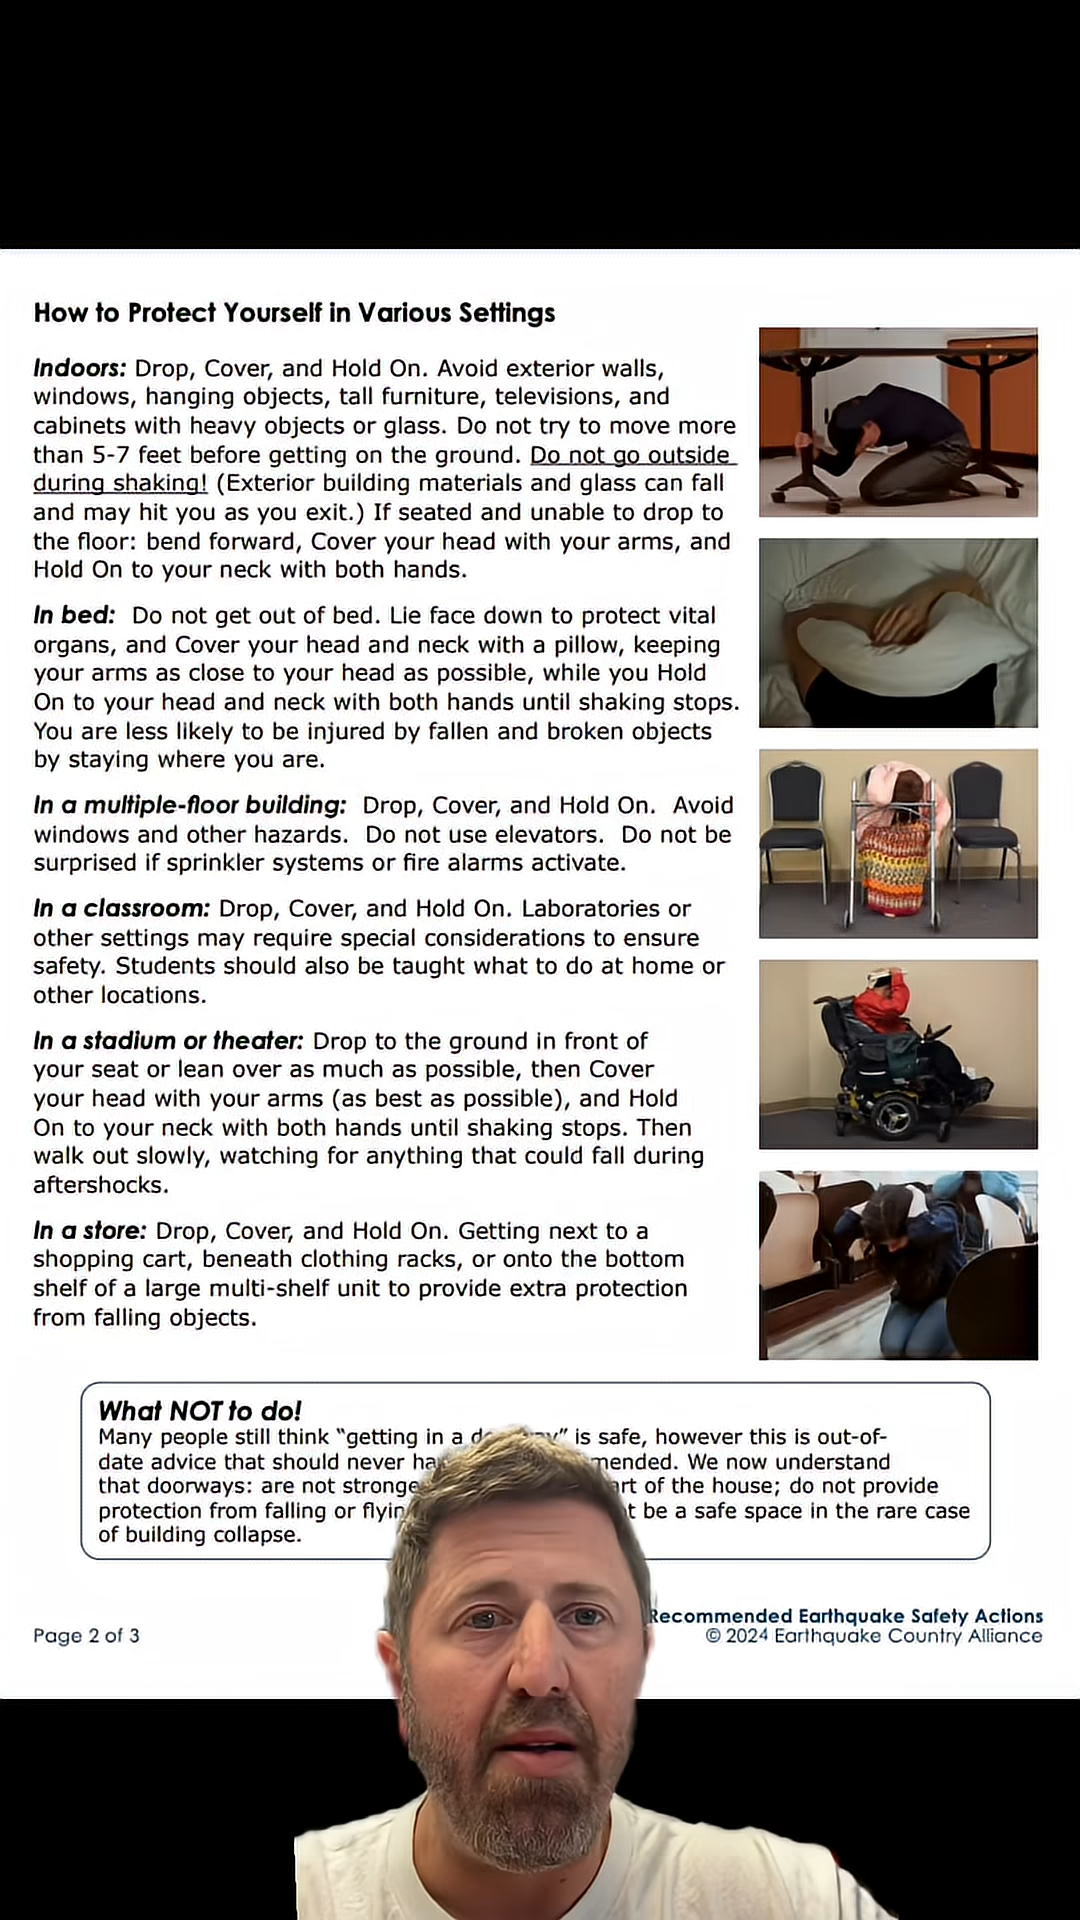 How to Protect Yourself in Various Settings
Indoors: Drop, Cover, and Hold On. Avoid exterior walls,
windows, hanging objects, tall furniture, televisions, and
cabinets with heavy objects or glass. Do not try to move more
than 5-7 feet before getting on the ground. Do not go outside
during shaking! (Exterior building materials and glass can fall
and may hit you as you exit.) If seated and unable to drop to
the floor: bend forward, Cover your head with your arms, and
Hold On to your neck with both hands.
In bed: Do not get out of bed. Lie face down to protect vital
organs, and Cover your head and neck with a pillow, keeping
your arms as close to your head as possible, while you Hold
On to your head and neck with both hands until shaking stops.
You are less likely to be injured by fallen and broken objects
by staying where you are.
In a multiple-floor building: Drop, Cover, and Hold On. Avoid
windows and other hazards. Do not use elevators. Do not be
surprised if sprinkler systems or fire alarms activate.
In a classroom: Drop, Cover, and Hold On. Laboratories or
other settings may require special considerations to ensure
safety. Students should also be taught what to do at home or
other locations.
In a stadium or theater: Drop to the ground in front of
your seat or lean over as much as possible, then Cover
your head with your arms (as best as possible), and Hold
On to your neck with both hands until shaking stops. Then
walk out slowly, watching for anything that could fall during
aftershocks.
In a store: Drop, Cover, and Hold On. Getting next to a
shopping cart, beneath clothing racks, or onto the bottom
shelf of a large multi-shelf unit to provide extra protection
from falling objects.
What NOT to do!
Many people still think “getting in a is safe, however this is out-of-
date advice that should never We now understand
that doorways: are not of the house; do not provide
protection from falling or be a safe space in the rare case
of building collapse.
Recommended Earthquake Safety Actions
Page 2 of 3 © 2024 Earthquake Country Alliance